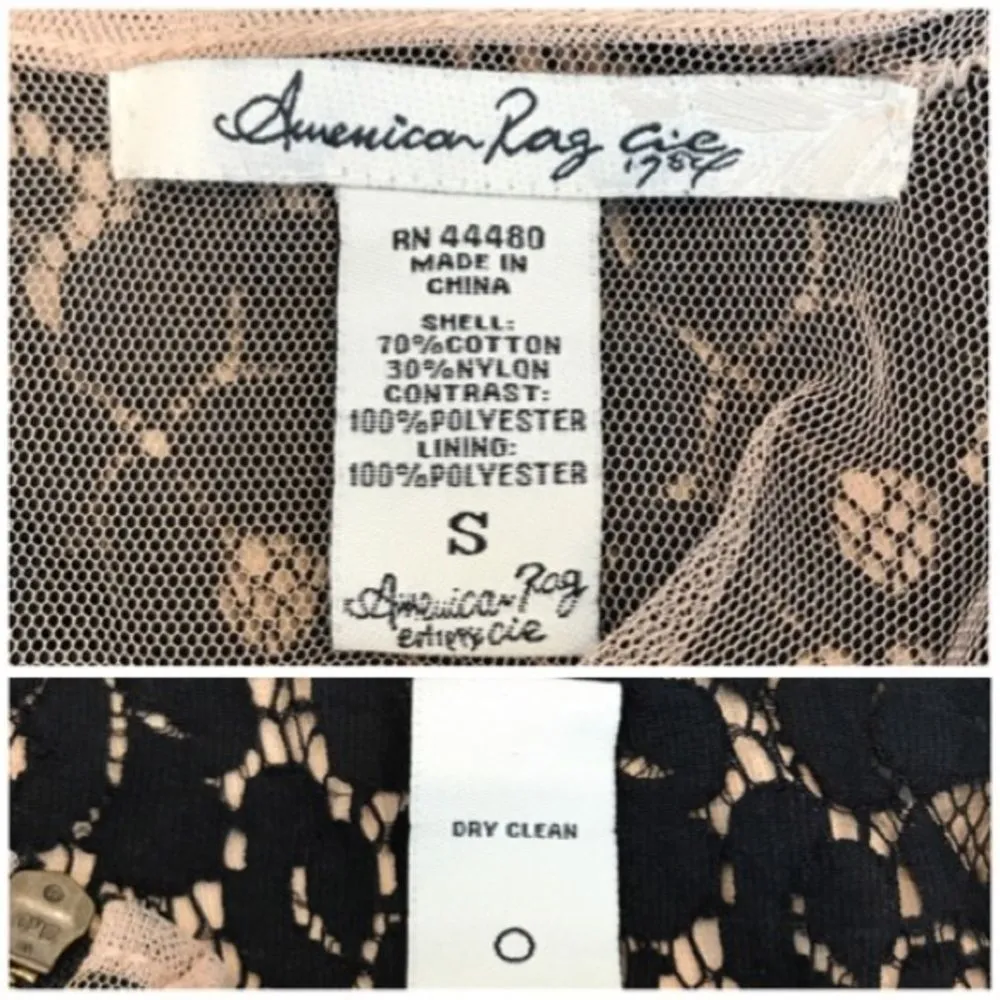 American Rag cie
1984
RN 44480
MADE IN
CHINA
SHELL:
70%COTTON
30%NYLON
CONTRAST:
100%POLYESTER
LINING:
100%POLYESTER
S
American Rag
cie
DRY CLEAN